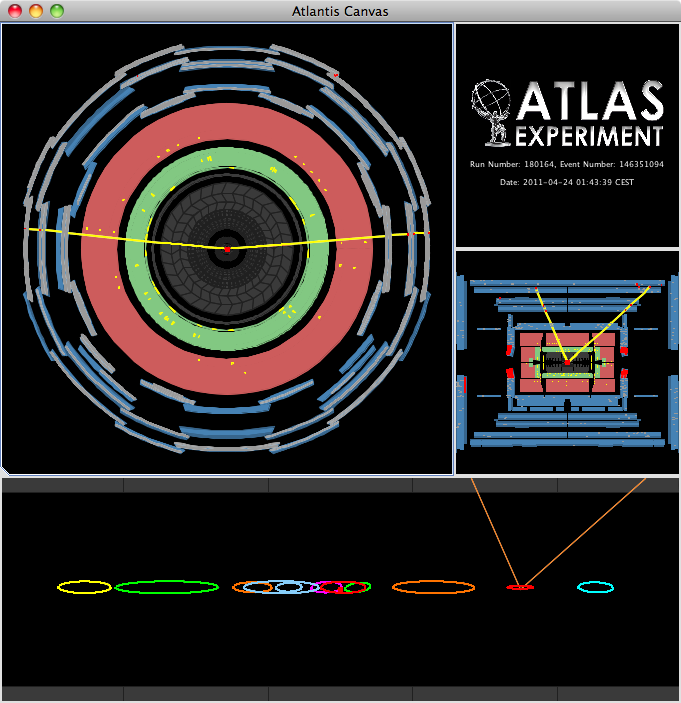 Atlantis Canvas
ATLAS
EXPERIMENT
Run Number: 180164, Event Number: 146351094
Date: 2011-04-24 01:43:39 CEST